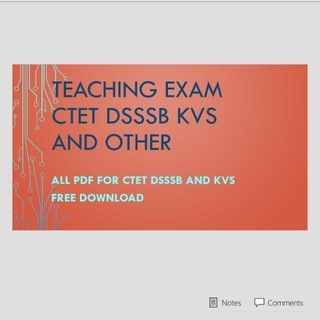 TEACHING EXAM
CTET DSSSB KVS
AND OTHER
ALL PDF FOR CTET DSSSB AND KVS
FREE DOWNLOAD
Notes Comments